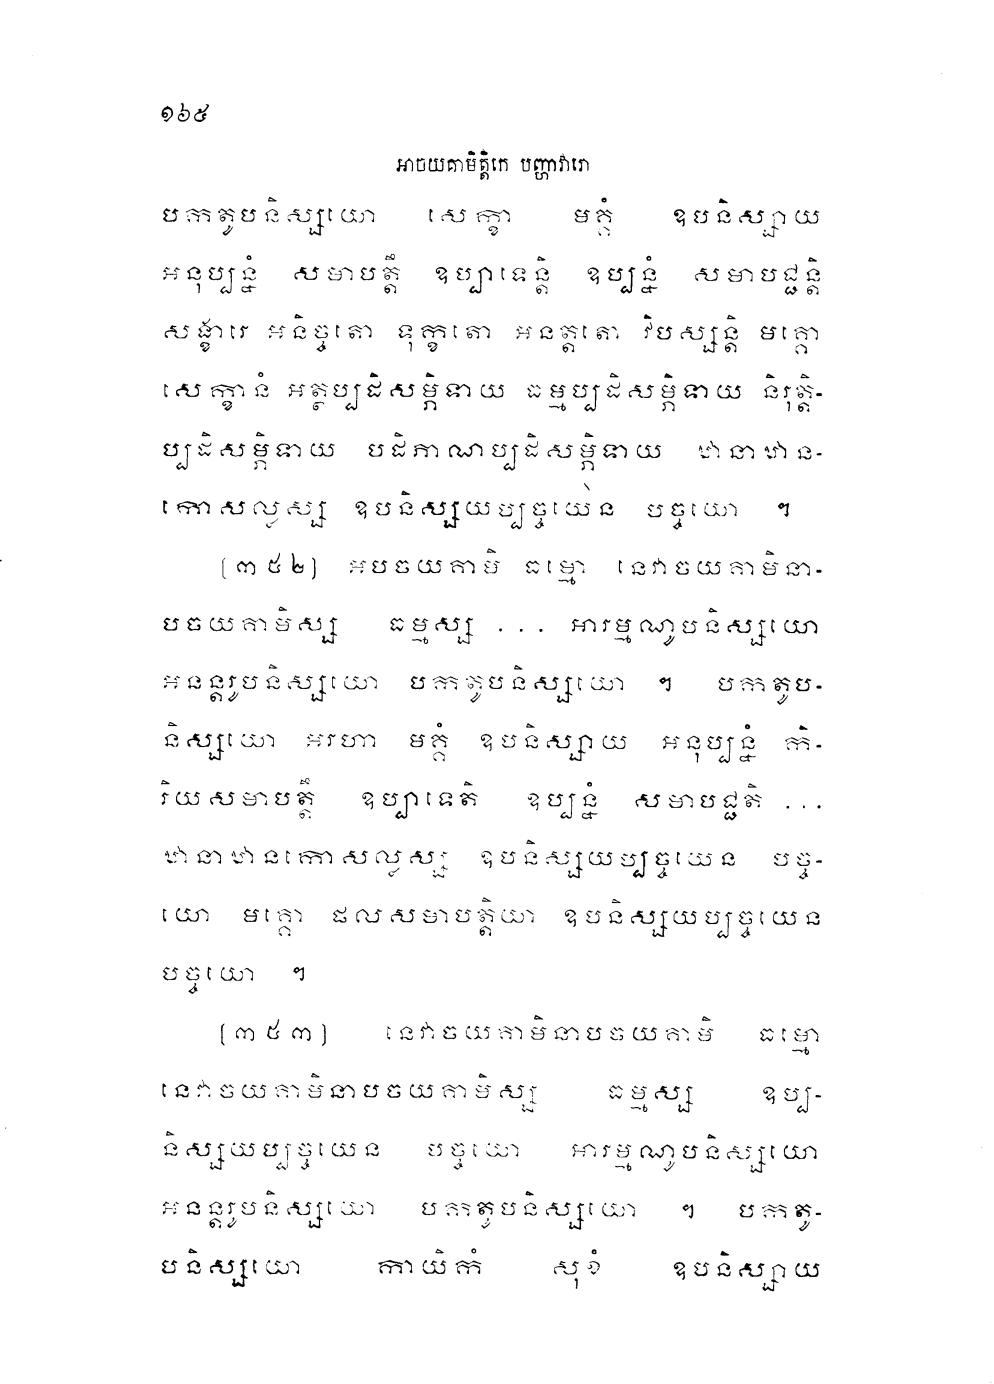 ១៦៥
អាចយគាមិត្តិកេ បញ្ហាវារោ
បកតូបនិស្សយោ សេក្ខា មគ្គំ ឧបនិស្សាយ
អនុប្បន្នំ សមាបត្តឹ ឧប្បាទេន្តិ ឧប្បន្នំ សមាបជ្ជន្តិ
សង្ខារេ អនិច្ចតោ ទុក្ខតោ អនត្តតោ វិបស្សន្តិ មគ្គោ
សេក្ខានំ អត្ថប្បដិសម្ភិទាយ ធម្មប្បដិសម្ភិទាយ និរុត្តិ-
ប្បដិសម្ភិទាយ បដិភាណប្បដិសម្ភិទាយ ឋានាឋាន-
កោសល្លស្ស ឧបនិស្សយប្បច្ចយេន បច្ចយោ ។
[៣៥២] អបចយគាមិ ធម្មោ នេវាចយគាមិនា-
បចយគាមិស្ស ធម្មស្ស ... អារម្មណូបនិស្សយោ
អនន្តរូបនិស្សយោ បកតូបនិស្សយោ ។ បកតូប-
និស្សយោ អរហា មគ្គំ ឧបនិស្សាយ អនុប្បន្នំ កិ-
រិយសមាបត្តឹ ឧប្បាទេតិ ឧប្បន្នំ សមាបជ្ជតិ ...
ឋានាឋានកោសល្លស្ស ឧបនិស្សយប្បច្ចយេន បច្ច-
យោ មគ្គោ ផលសមាបត្តិយា ឧបនិស្សយប្បច្ចយេន
បច្ចយោ ។
[៣៥៣] នេវាចយគាមិនាបចយគាមិ ធម្មោ
នេវាចយគាមិនាបចយគាមិស្ស ធម្មស្ស ឧប្ប-
និស្សយប្បច្ចយេន បច្ចយោ អារម្មណូបនិស្សយោ
អនន្តរូបនិស្សយោ បកតូបនិស្សយោ ។ បកតូ-
បនិស្សយោ កាយិកំ សុខំ ឧបនិស្សាយ